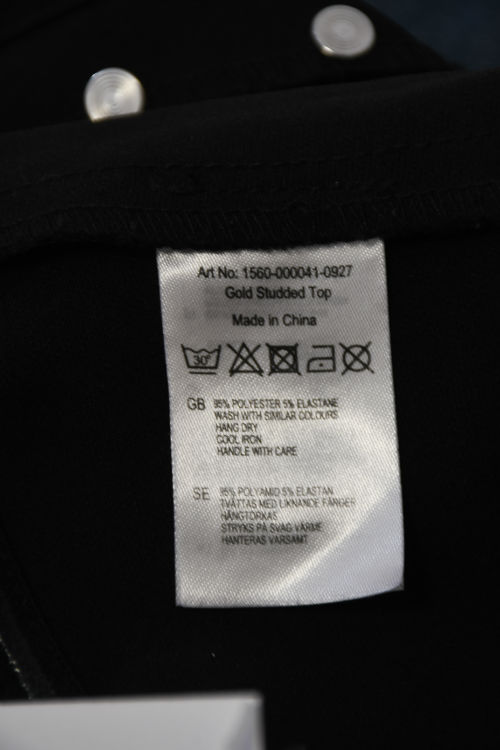 Art No: 1560-000041-0927
Gold Studded Top
Made in China
30°
GB 95% POLYESTER 5% ELASTANE
WASH WITH SIMILAR COLOURS
HANG DRY
COOL IRON
HANDLE WITH CARE
SE 95% POLYAMID 5% ELASTAN
TVÄTTAS MED LIKNANDE FÄRGER
HÄNGTORKAS
STRYKS PÅ SVAG VÄRME
HANTERAS VARSAMT